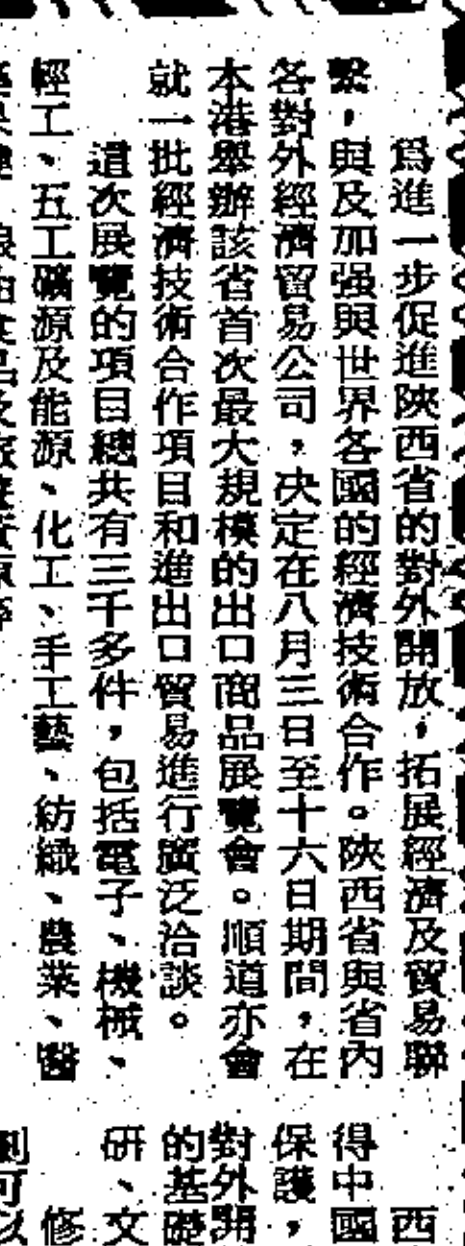 爲進一步促進陝西省的對外開放，拓展經濟及貿易聯
繫，與及加强與世界各國的經濟技術合作。陝西省與省內
各對外經濟貿易公司，决定在八月三日至十六日期間，在
本港舉辦該省首次最大規模的出口商品展覽會。順道亦會
就一批經濟技術合作項目和進出口貿易進行廣泛洽談。
這次展覽的項目總共有三千多件，包括電子、機械、
輕工、五工礦源及能源、化工、手工藝、紡織、農業、醫
西
得中國
保護，
對外開
的基礎
研、文
修
劃可以